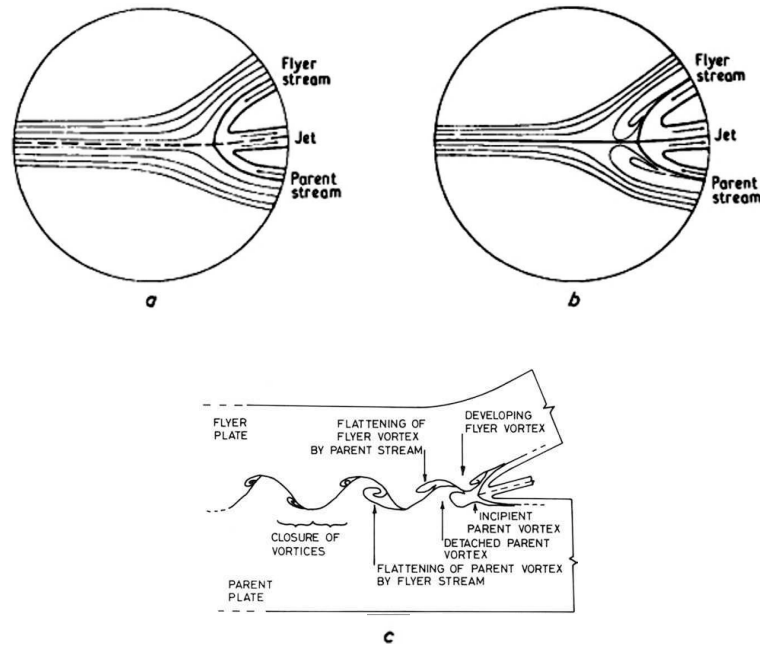 Flyer
stream
Jet
Parent
stream
a
Flyer
stream
Jet
Parent
stream
b
FLYER
PLATE
FLATTENING OF
FLYER VORTEX
BY PARENT STREAM
DEVELOPING
FLYER VORTEX
CLOSURE OF
VORTICES
INCIPIENT
PARENT VORTEX
DETACHED PARENT
VORTEX
FLATTENING OF PARENT VORTEX
BY FLYER STREAM
PARENT
PLATE
c